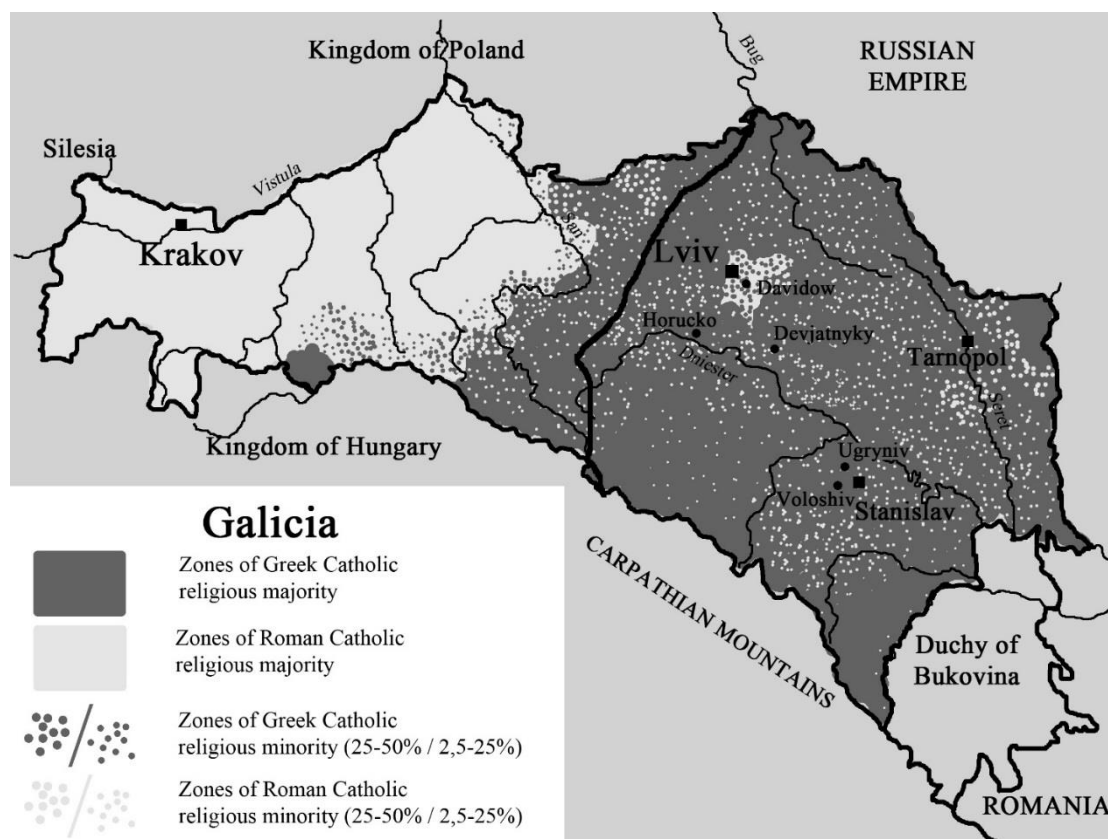 Kingdom of Poland
Bug
RUSSIAN
EMPIRE
Silesia
Vistula
Krakov
San
Lviv
Davidow
Horucko
Devjatnyky
Dniester
Tarnopol
Seret
Kingdom of Hungary
Ugryniv
Voloshiv
Stanislav
CARPATHIAN MOUNTAINS
Duchy of
Bukovina
ROMANIA
Galicia
Zones of Greek Catholic
religious majority
Zones of Roman Catholic
religious majority
Zones of Greek Catholic
religious minority (25-50% / 2,5-25%)
Zones of Roman Catholic
religious minority (25-50% / 2,5-25%)